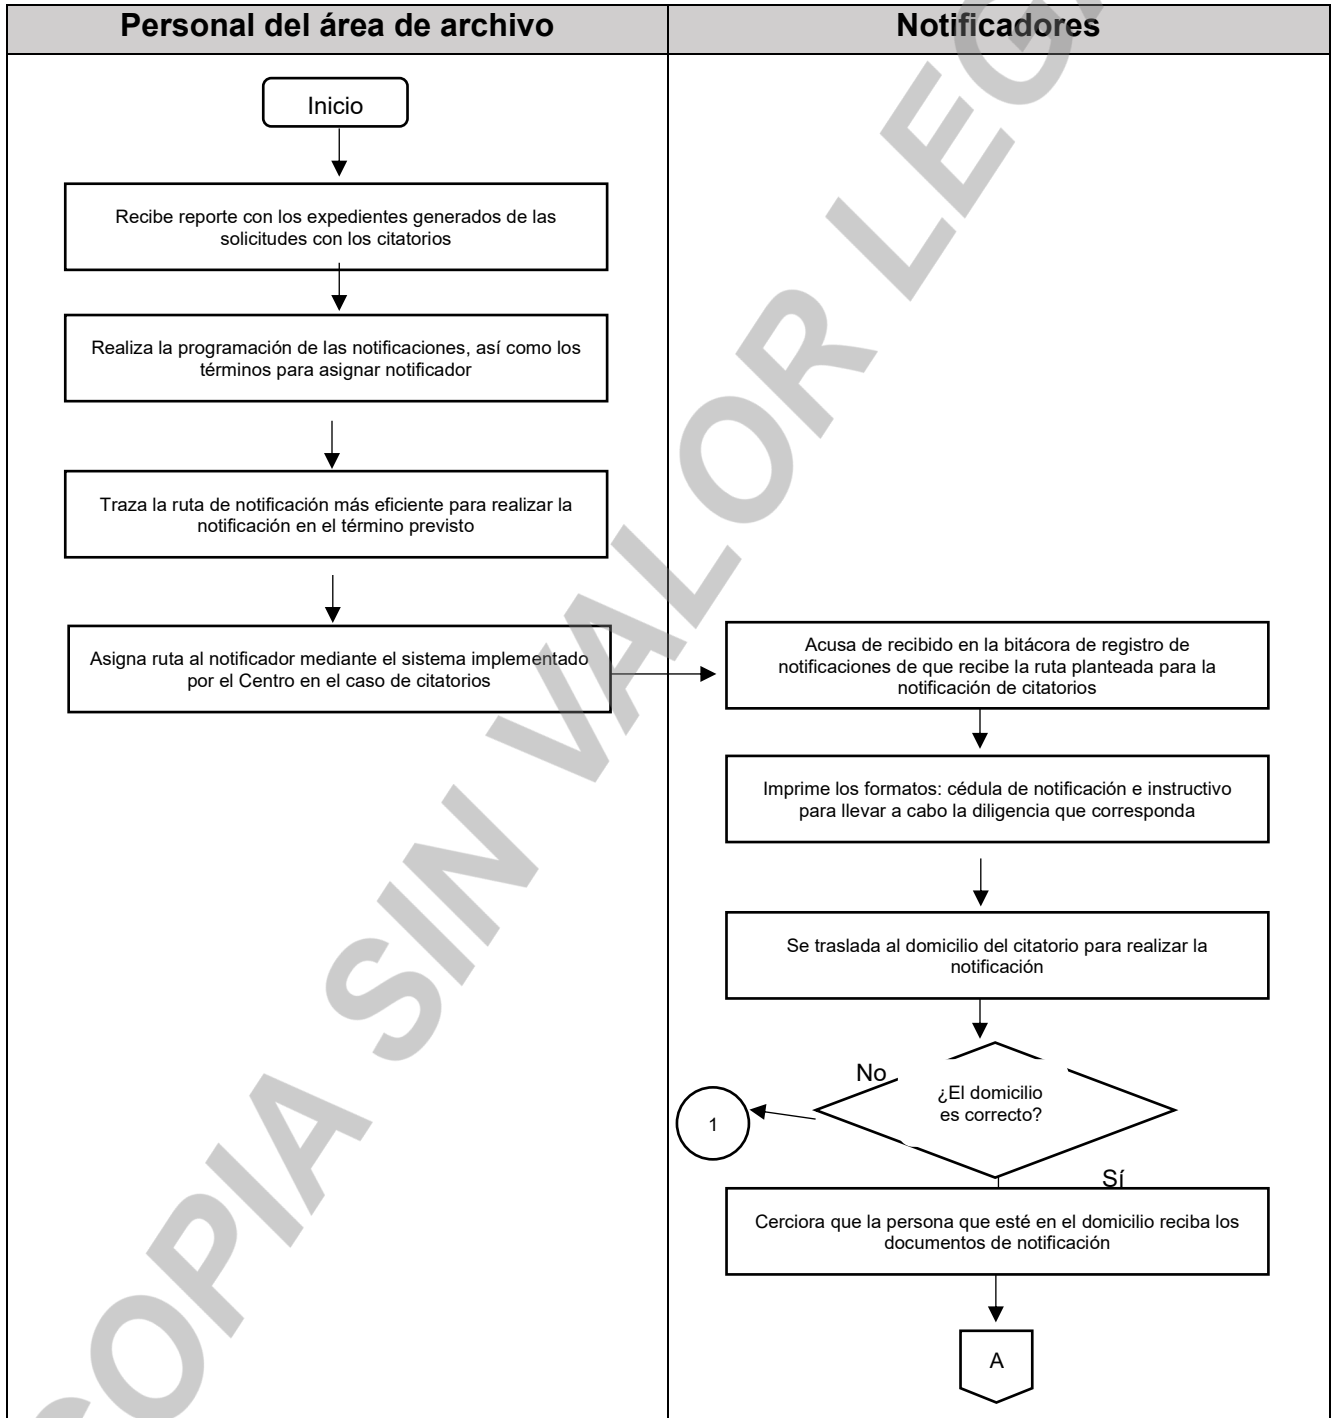 Personal del área de archivo
Notificadores
Inicio
Recibe reporte con los expedientes generados de las
solicitudes con los citatorios
Realiza la programación de las notificaciones, así como los
términos para asignar notificador
Traza la ruta de notificación más eficiente para realizar la
notificación en el término previsto
Asigna ruta al notificador mediante el sistema implementado
por el Centro en el caso de citatorios
Acusa de recibido en la bitácora de registro de
notificaciones de que recibe la ruta planteada para la
notificación de citatorios
Imprime los formatos: cédula de notificación e instructivo
para llevar a cabo la diligencia que corresponda
Se traslada al domicilio del citatorio para realizar la
notificación
No
¿El domicilio
es correcto?
1
Sí
Cerciora que la persona que esté en el domicilio reciba los
documentos de notificación
A
COPIA SIN VALOR LEGA